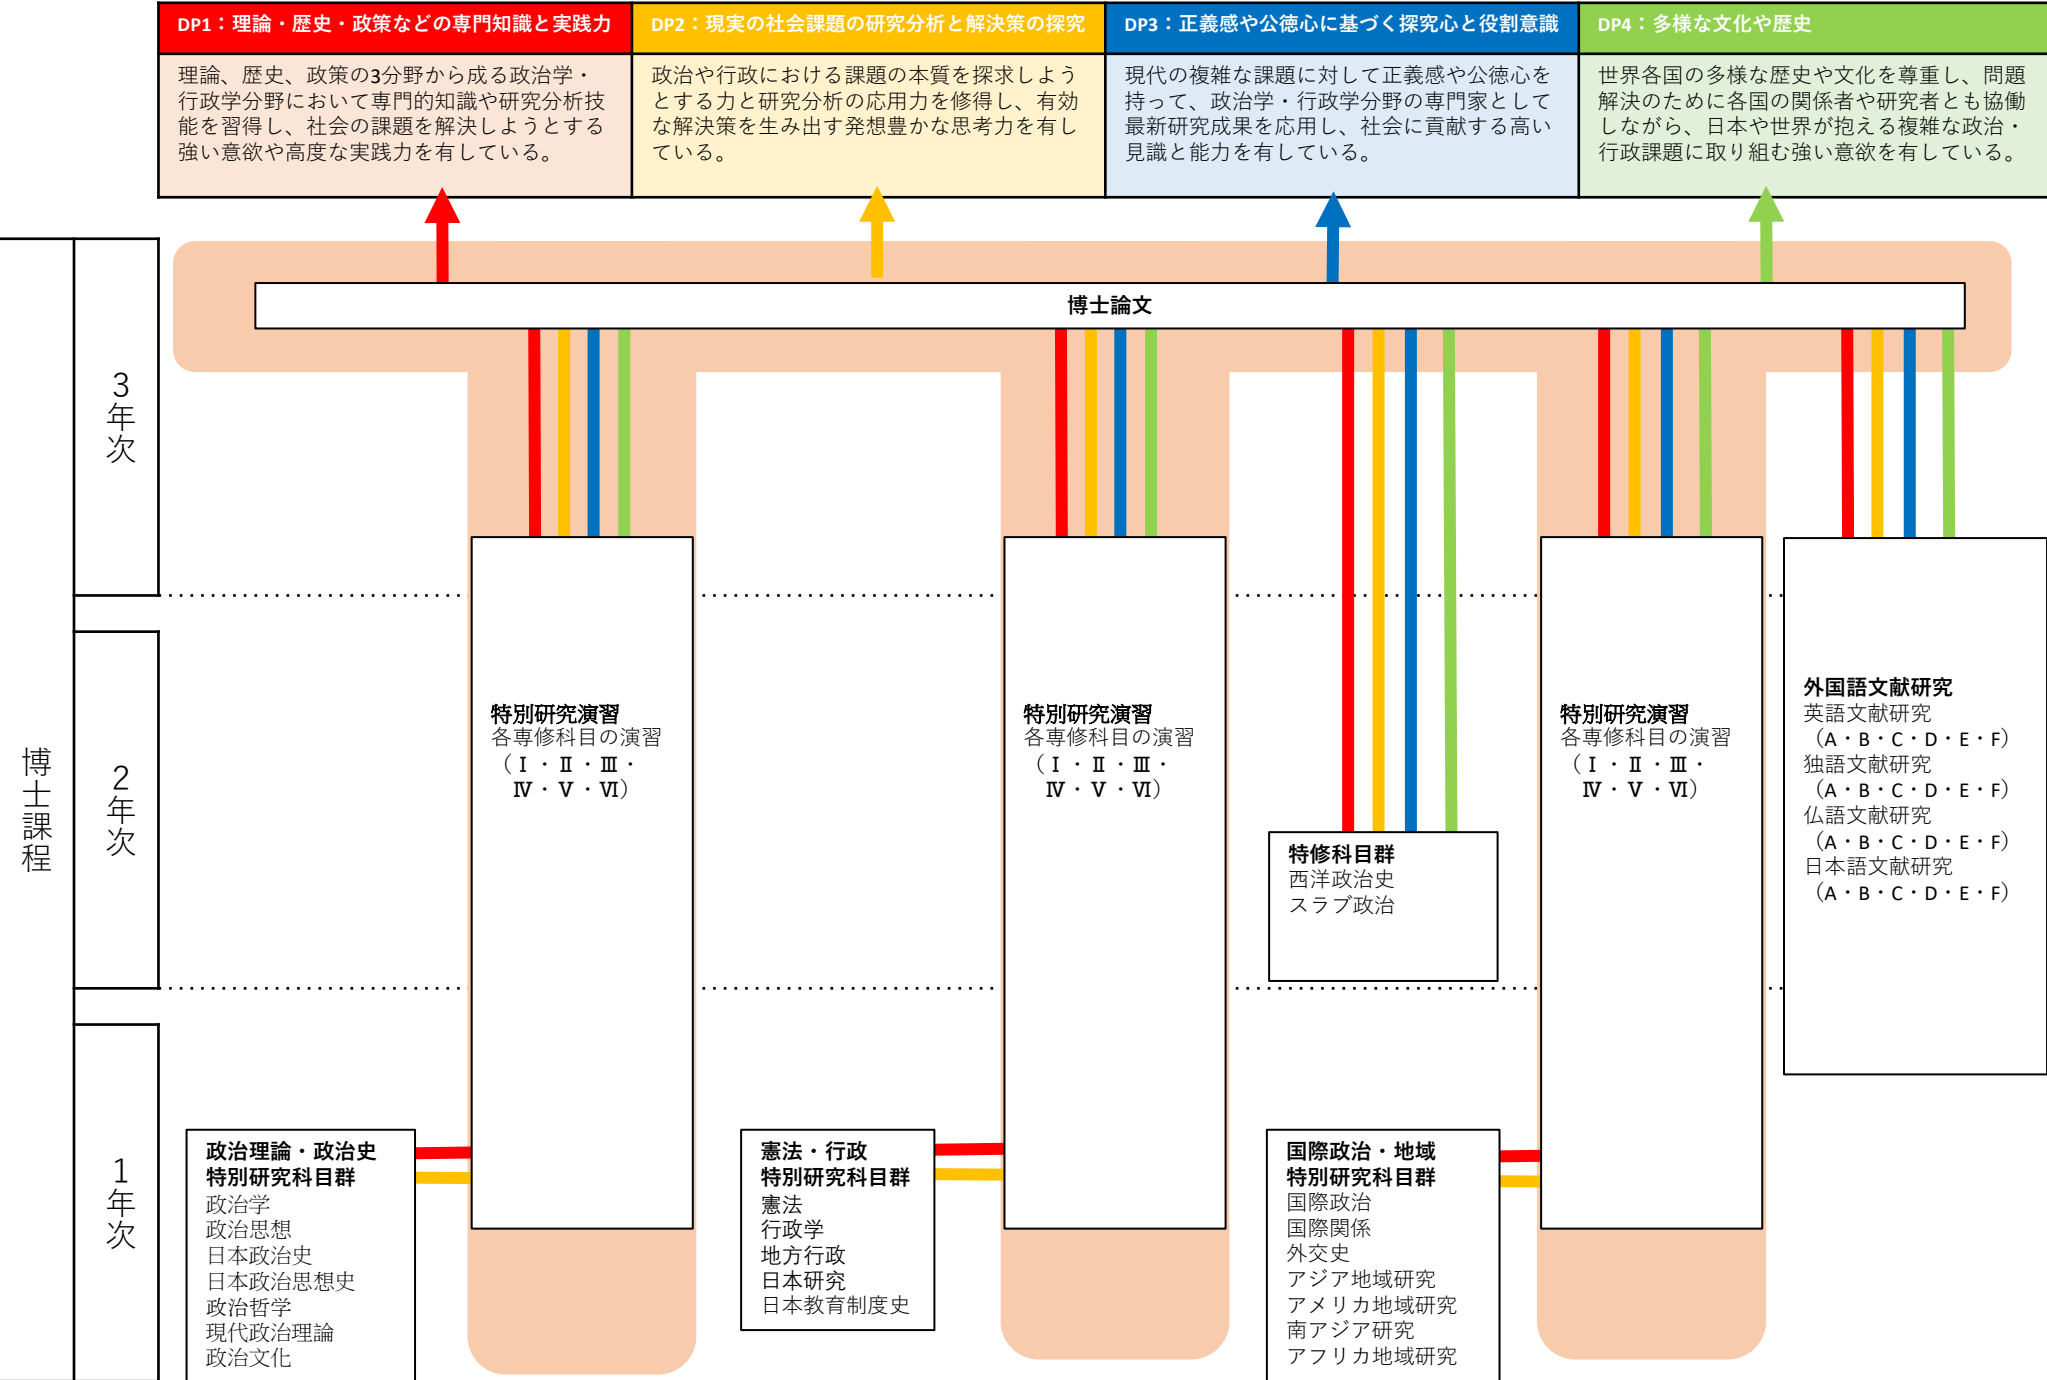 DP1：理論・歴史・政策などの専門知識と実践力
理論、歴史、政策の3分野から成る政治学・
行政学分野において専門的知識や研究分析技
能を習得し、社会の課題を解決しようとする
強い意欲や高度な実践力を有している。
DP2：現実の社会課題の研究分析と解決策の探究
政治や行政における課題の本質を探求しよう
とする力と研究分析の応用力を修得し、有効
な解決策を生み出す発想豊かな思考力を有し
ている。
DP3：正義感や公徳心に基づく探究心と役割意識
現代の複雑な課題に対して正義感や公徳心を
持って、政治学・行政学分野の専門家として
最新研究成果を応用し、社会に貢献する高い
見識と能力を有している。
DP4：多様な文化や歴史
世界各国の多様な歴史や文化を尊重し、問題
解決のために各国の関係者や研究者とも協働
しながら、日本や世界が抱える複雑な政治・
行政課題に取り組む強い意欲を有している。
博士論文
博士課程
3年次
2年次
1年次
特別研究演習
各専修科目の演習
（Ⅰ・Ⅱ・Ⅲ・
Ⅳ・Ⅴ・Ⅵ）
特別研究演習
各専修科目の演習
（Ⅰ・Ⅱ・Ⅲ・
Ⅳ・Ⅴ・Ⅵ）
特別研究演習
各専修科目の演習
（Ⅰ・Ⅱ・Ⅲ・
Ⅳ・Ⅴ・Ⅵ）
外国語文献研究
英語文献研究
（A・B・C・D・E・F）
独語文献研究
（A・B・C・D・E・F）
仏語文献研究
（A・B・C・D・E・F）
日本語文献研究
（A・B・C・D・E・F）
特修科目群
西洋政治史
スラブ政治
政治理論・政治史
特別研究科目群
政治学
政治思想
日本政治史
日本政治思想史
政治哲学
現代政治理論
政治文化
憲法・行政
特別研究科目群
憲法
行政学
地方行政
日本研究
日本教育制度史
国際政治・地域
特別研究科目群
国際政治
国際関係
外交史
アジア地域研究
アメリカ地域研究
南アジア研究
アフリカ地域研究